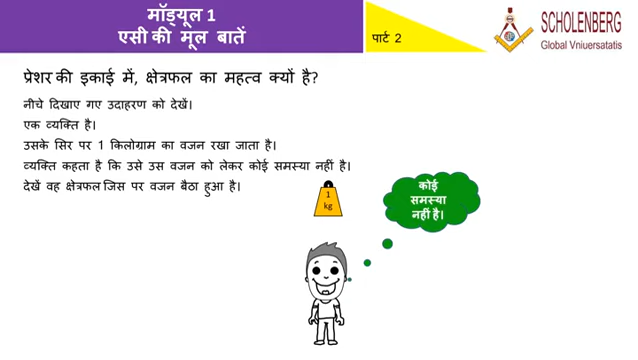 मॉड्यूल 1
एसी की मूल बातें
पार्ट 2
SCHOLENBERG
Global Vniuersatatis
प्रेशर की इकाई में, क्षेत्रफल का महत्व क्यों है?
नीचे दिखाए गए उदाहरण को देखें।
एक व्यक्ति है।
उसके सिर पर 1 किलोग्राम का वजन रखा जाता है।
व्यक्ति कहता है कि उसे उस वजन को लेकर कोई समस्या नहीं है।
देखें वह क्षेत्रफल जिस पर वजन बैठा हुआ है।
1
kg
कोई
समस्या
नहीं है।